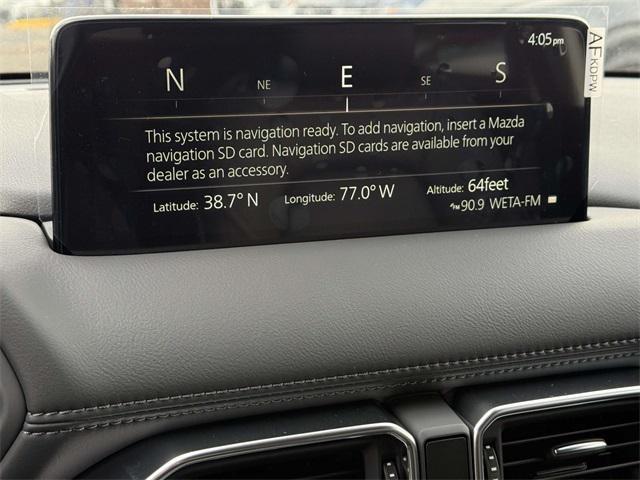 4:05pm
N NE E SE S
This system is navigation ready. To add navigation, insert a Mazda
navigation SD card. Navigation SD cards are available from your
dealer as an accessory.
Latitude: 38.7° N Longitude: 77.0° W Altitude: 64feet
FM 90.9 WETA-FM
AFKDPW